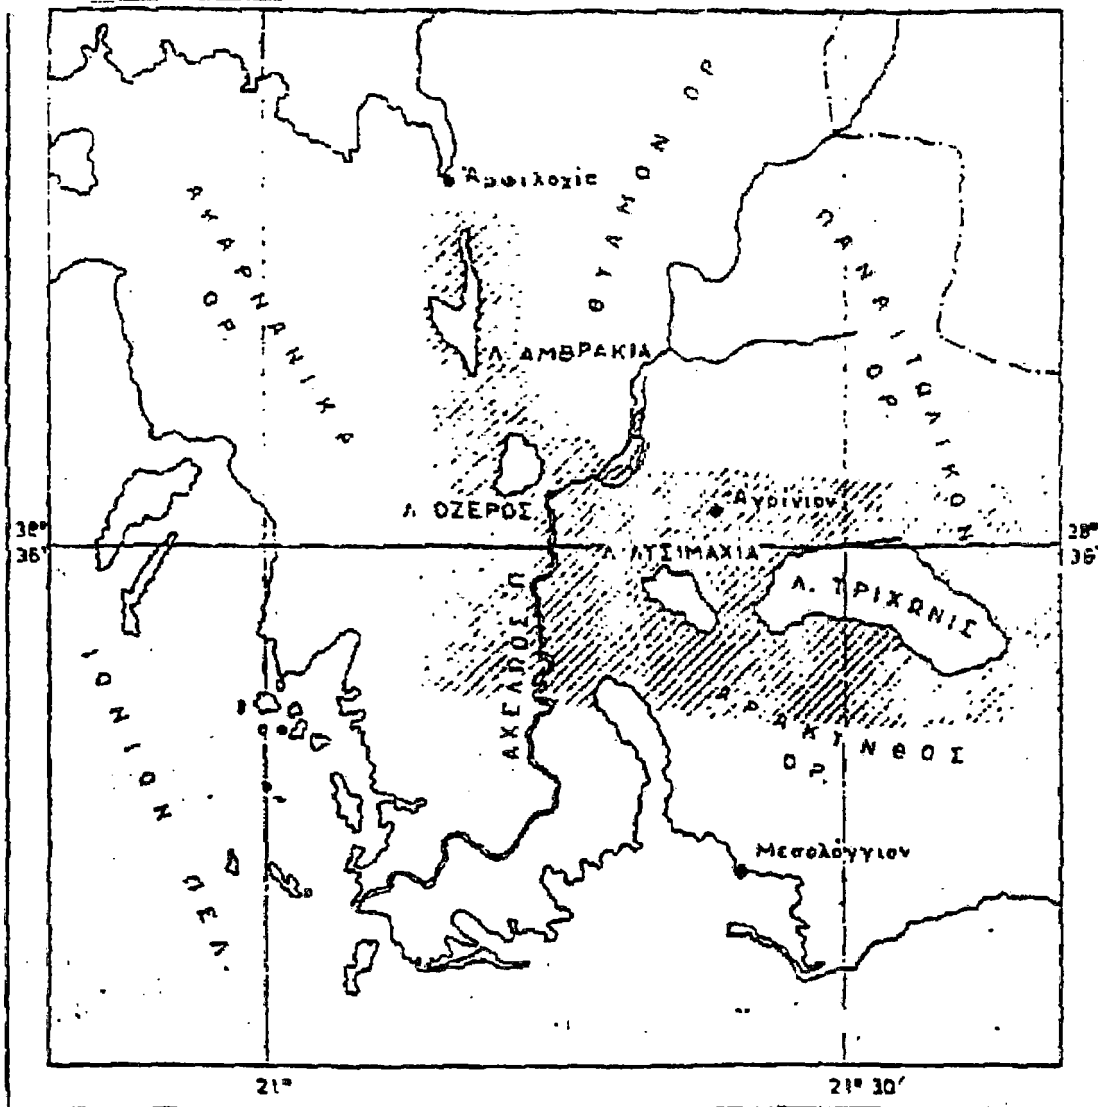 ΘΥΑΜΟΝ ΟΡ
Ἀμφιλοχία
ΑΚΑΡΝΑΝΙΚΑ
ΟΡ.
ΠΑΝΑΙΤΩΛΙΚΟΝ
ΟΡ.
Λ. ΑΜΒΡΑΚΙΑ
Λ. ΟΖΕΡΟΣ
Ἀγρίνιον
38°
36'
38°
36'
Λ. ΛΥΣΙΜΑΧΙΑ
Λ. ΤΡΙΧΩΝΙΣ
ΑΧΕΛΠΟΣ Π
ΑΡΑΚΥΝΘΟΣ
ΟΡ.
ΙΟΝΙΟΝ ΠΕΛ.
Μεσολόγγιον
21°
21° 30'